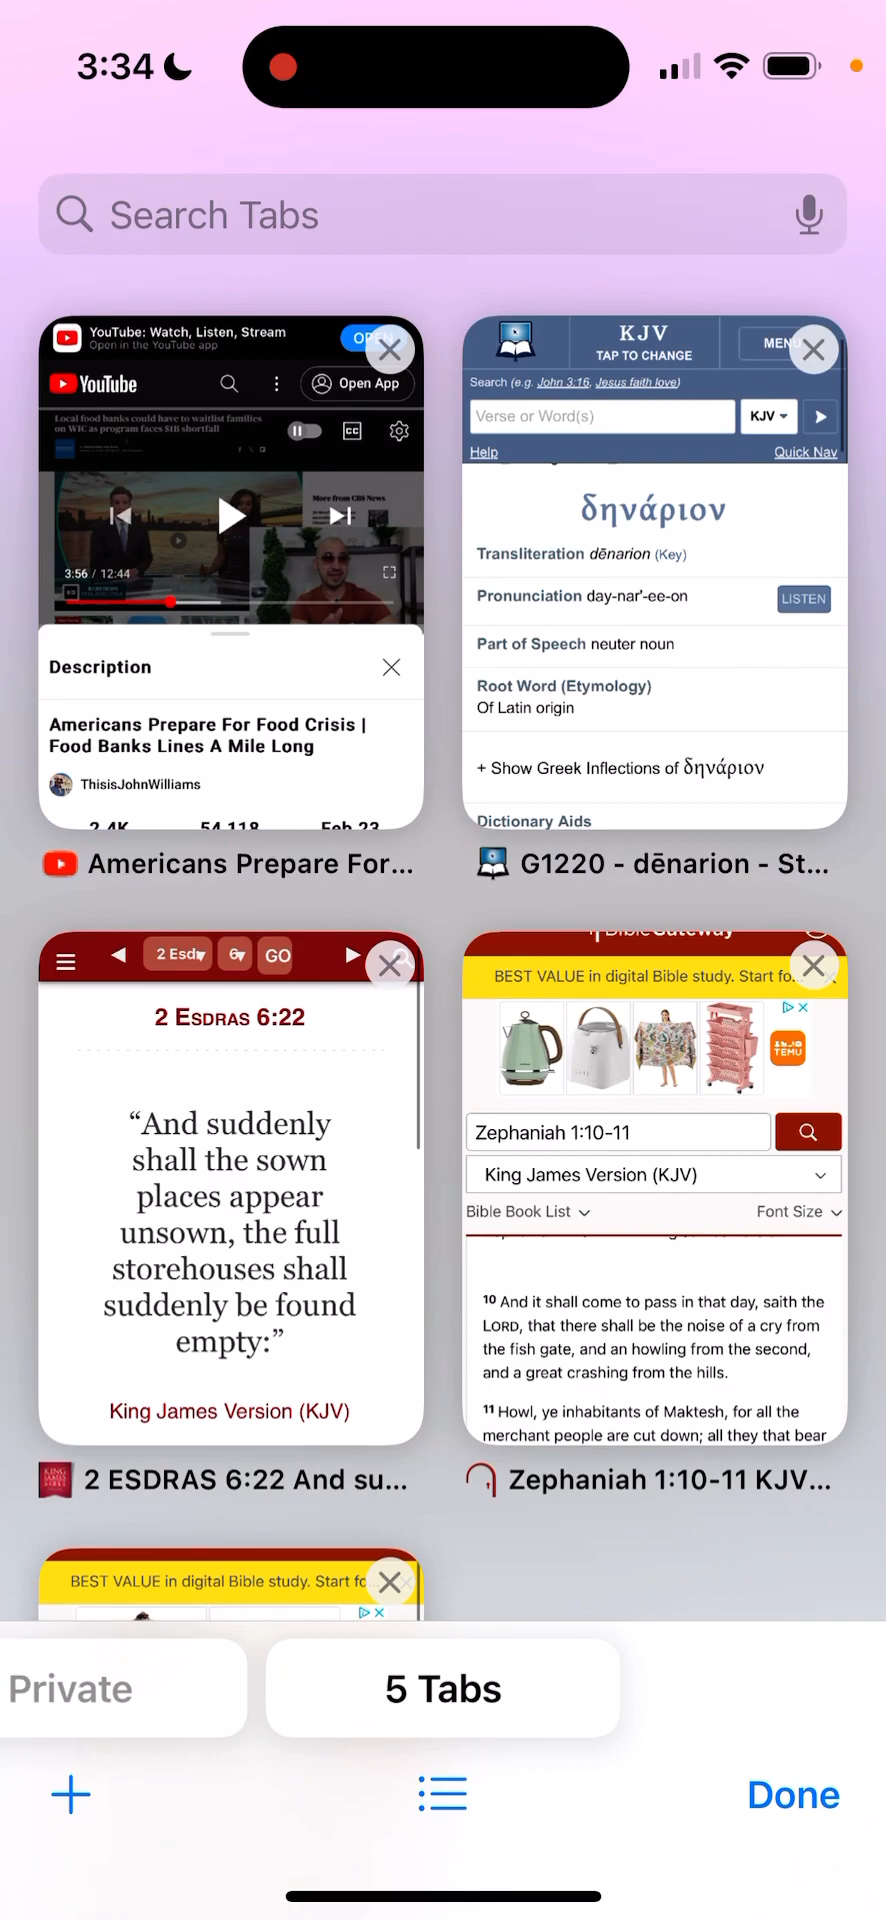 3:34
Search Tabs
YouTube: Watch, Listen, Stream
Open in the YouTube app
YouTube
Open App
Local food banks could have to waitlist families
on WIC as program faces $1B shortfall
CC
More from CBS News
3:56 / 12:44
Description
Americans Prepare For Food Crisis |
Food Banks Lines A Mile Long
ThisisJohnWilliams
2.4K 54,118 Feb 23
Americans Prepare For...
KJV
TAP TO CHANGE
MENU
Search (e.g. John 3:16, Jesus faith love)
Verse or Word(s)
KJV
Help
Quick Nav
δηνάριον
Transliteration dēnarion (Key)
Pronunciation day-nar'-ee-on
LISTEN
Part of Speech neuter noun
Root Word (Etymology)
Of Latin origin
+ Show Greek Inflections of δηνάριον
Dictionary Aids
G1220 - dēnarion - St...
2 Esdr
6
GO
2 ESDRAS 6:22
“And suddenly
shall the sown
places appear
unsown, the full
storehouses shall
suddenly be found
empty:”
King James Version (KJV)
2 ESDRAS 6:22 And su...
BibleGateway
BEST VALUE in digital Bible study. Start fo...
TEMU
Zephaniah 1:10-11
King James Version (KJV)
Bible Book List
Font Size
10 And it shall come to pass in that day, saith the
LORD, that there shall be the noise of a cry from
the fish gate, and an howling from the second,
and a great crashing from the hills.
11 Howl, ye inhabitants of Maktesh, for all the
merchant people are cut down; all they that bear
Zephaniah 1:10-11 KJV...
BEST VALUE in digital Bible study. Start fo
Private
5 Tabs
Done